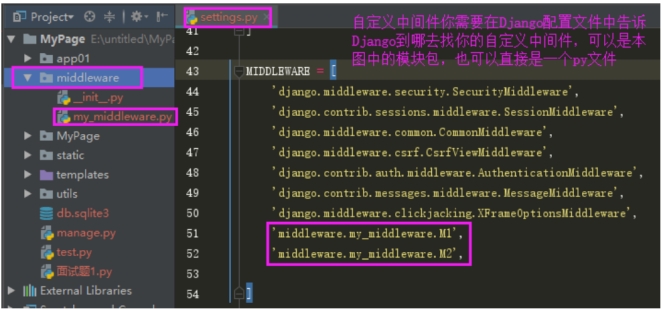 Project
settings.py
自定义中间件你需要在Django配置文件中告诉
Django到哪去找你的自定义中间件，可以是本
图中的模块包，也可以直接是一个py文件
MyPage E:\untitled\MyPa
app01
middleware
__init__.py
my_middleware.py
MyPage
static
templates
utils
db.sqlite3
manage.py
test.py
面试题1.py
External Libraries
41 ]
42
43 MIDDLEWARE = [
44 'django.middleware.security.SecurityMiddleware',
45 'django.contrib.sessions.middleware.SessionMiddleware',
46 'django.middleware.common.CommonMiddleware',
47 'django.middleware.csrf.CsrfViewMiddleware',
48 'django.contrib.auth.middleware.AuthenticationMiddleware',
49 'django.contrib.messages.middleware.MessageMiddleware',
50 'django.middleware.clickjacking.XFrameOptionsMiddleware',
51 'middleware.my_middleware.M1',
52 'middleware.my_middleware.M2',
53
54 ]